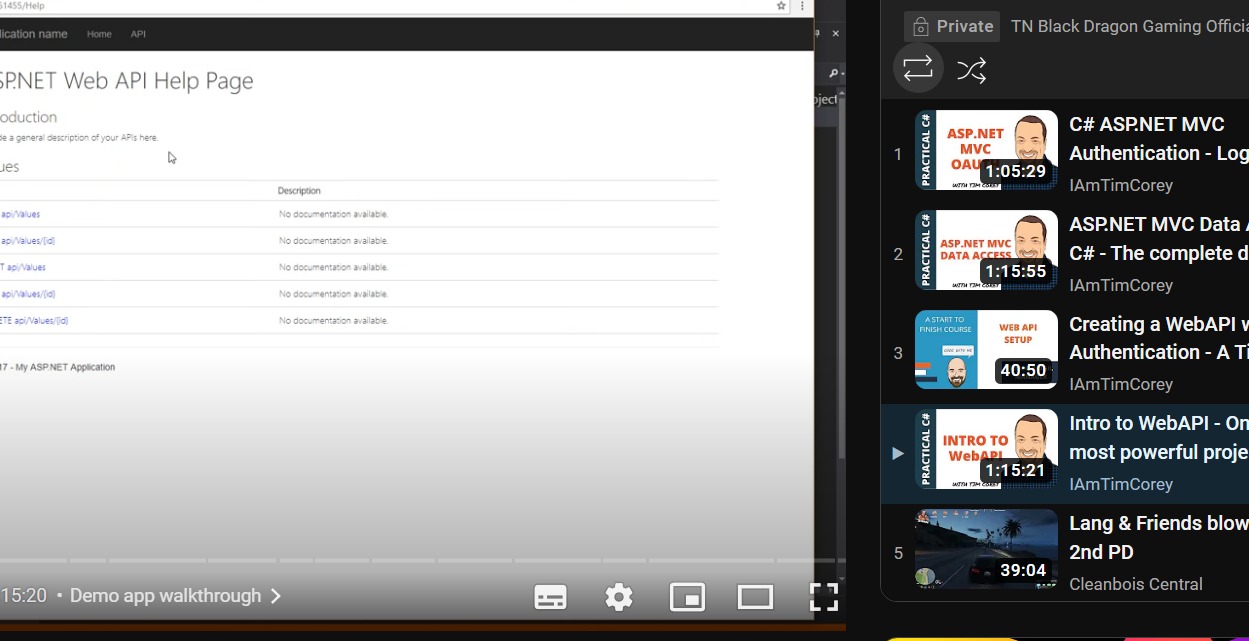 51455/Help
lication name Home API
SP.NET Web API Help Page
oduction
de a general description of your APIs here.
ues
Description
api/Values No documentation available.
api/Values/{id} No documentation available.
T api/Values No documentation available.
api/Values/{id} No documentation available.
ETE api/Values/{id} No documentation available.
17 - My ASP.NET Application
oject
15:20 • Demo app walkthrough
Private TN Black Dragon Gaming Officia
1
PRACTICAL C#
ASP.NET
MVC
OAU
WITH TIM COREY
1:05:29
C# ASP.NET MVC
Authentication - Log
IAmTimCorey
2
PRACTICAL C#
ASP.NET MVC
DATA ACCESS
WITH TIM COREY
1:15:55
ASP.NET MVC Data A
C# - The complete d
IAmTimCorey
3
A START TO
FINISH COURSE
WEB API
SETUP
40:50
Creating a WebAPI w
Authentication - A Ti
IAmTimCorey
PRACTICAL C#
INTRO TO
WebAPI
WITH TIM COREY
1:15:21
Intro to WebAPI - On
most powerful proje
IAmTimCorey
5
39:04
Lang & Friends blow
2nd PD
Cleanbois Central